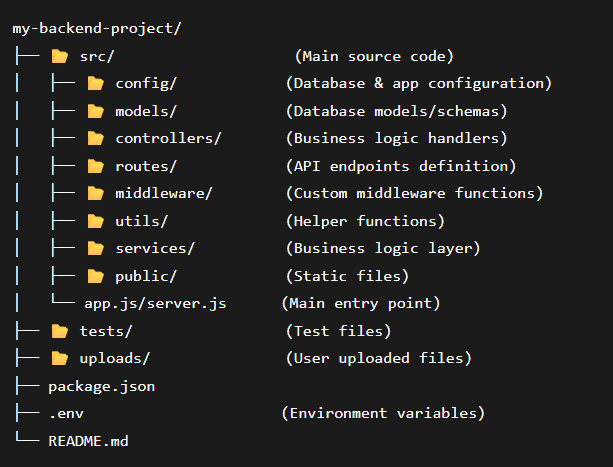 my-backend-project/
├── 📁 src/                     (Main source code)
│   ├── 📁 config/              (Database & app configuration)
│   ├── 📁 models/              (Database models/schemas)
│   ├── 📁 controllers/         (Business logic handlers)
│   ├── 📁 routes/              (API endpoints definition)
│   ├── 📁 middleware/          (Custom middleware functions)
│   ├── 📁 utils/               (Helper functions)
│   ├── 📁 services/            (Business logic layer)
│   ├── 📁 public/              (Static files)
│   └── app.js/server.js       (Main entry point)
├── 📁 tests/                   (Test files)
├── 📁 uploads/                 (User uploaded files)
├── package.json
├── .env                       (Environment variables)
└── README.md